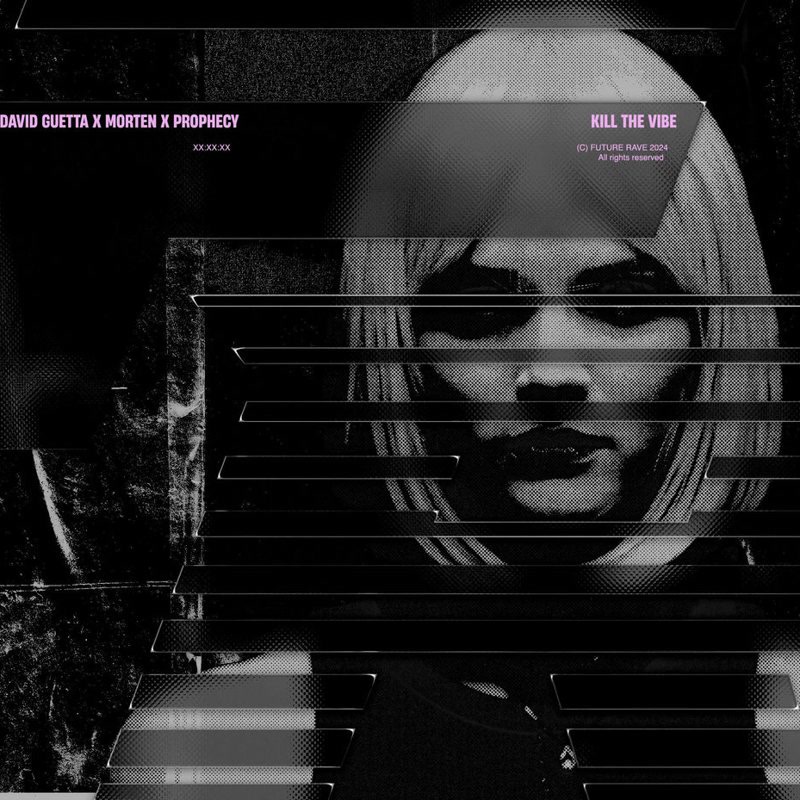 DAVID GUETTA X MORTEN X PROPHECY
KILL THE VIBE
XX:XX:XX
(C) FUTURE RAVE 2024
All rights reserved